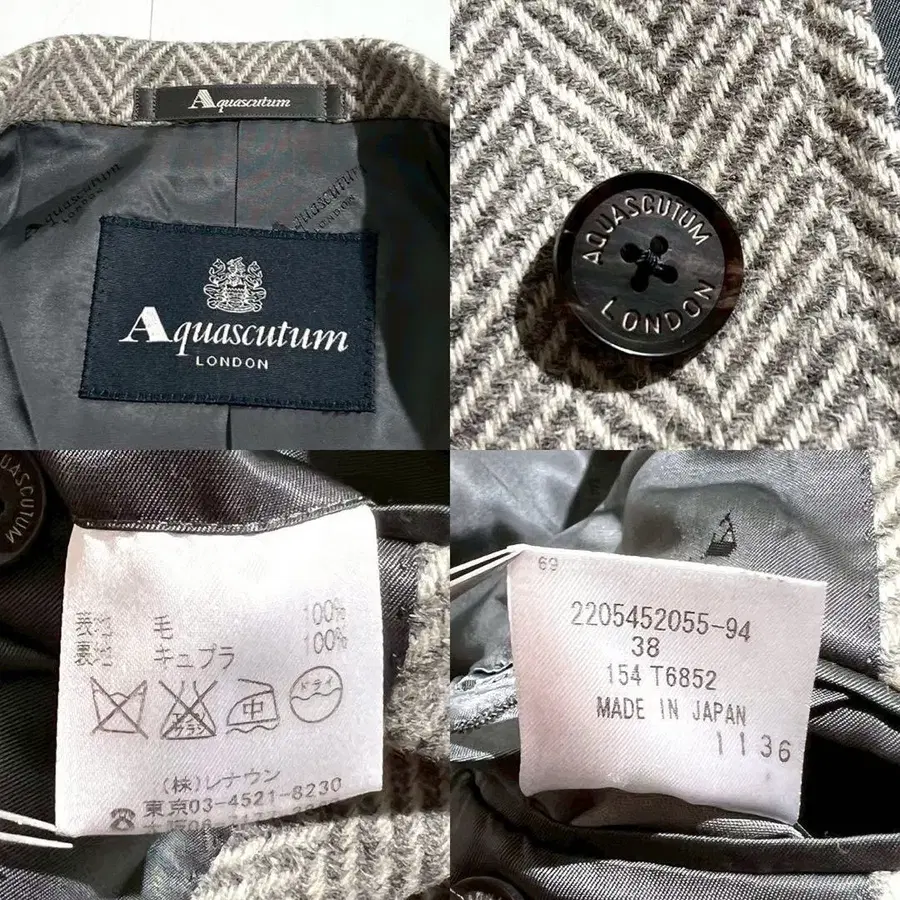 Aquascutum
LONDON
Aquascutum
LONDON
Aquascutum
LONDON
AQUASCUTUM
LONDON
AQUASCUTUM
表地 毛 100%
裏地 キュプラ 100%
中
ドライ
(株)レナウン
☎東京03-4521-8230
69
2205452055-94
38
154 T6852
MADE IN JAPAN
1136